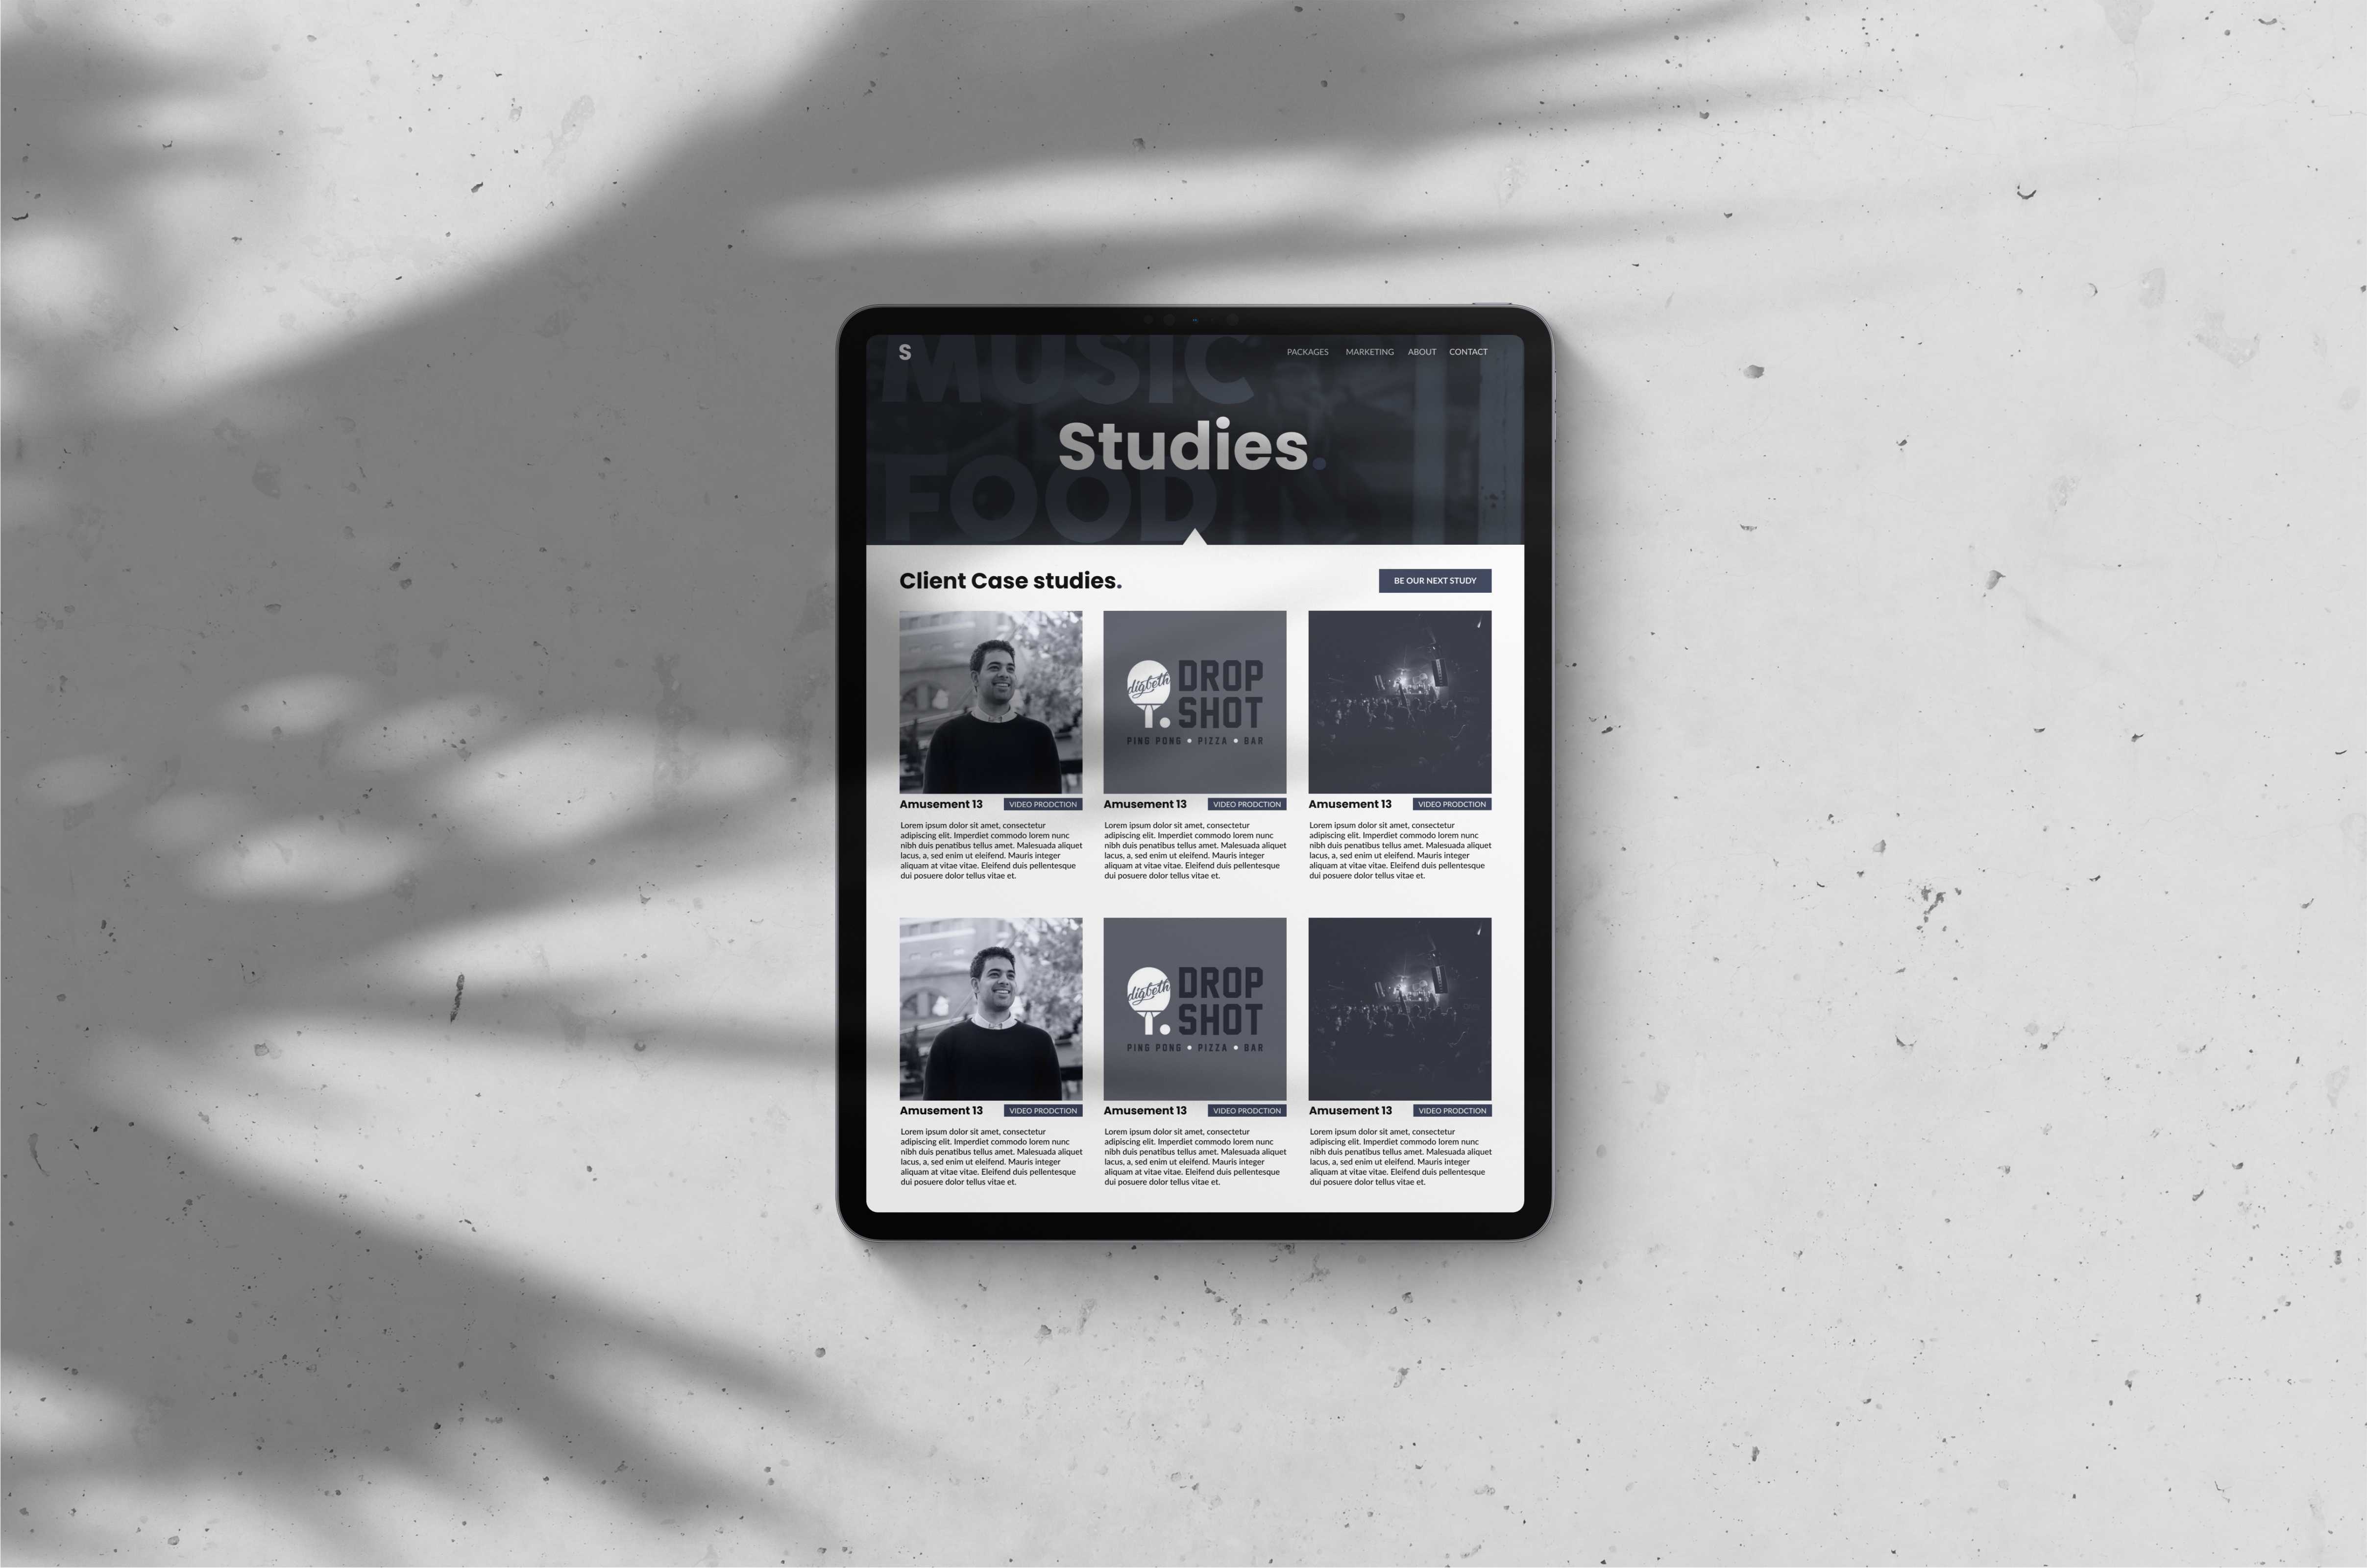 MUSIC
S
PACKAGES MARKETING ABOUT CONTACT
Studies.
FOOD
Client Case studies.
BE OUR NEXT STUDY
digbeth
DROP
SHOT
PING PONG • PIZZA • BAR
Amusement 13 VIDEO PRODCTION
Lorem ipsum dolor sit amet, consectetur
adipiscing elit. Imperdiet commodo lorem nunc
nibh duis penatibus tellus amet. Malesuada aliquet
lacus, a, sed enim ut eleifend. Mauris integer
aliquam at vitae vitae. Eleifend duis pellentesque
dui posuere dolor tellus vitae et.
Amusement 13 VIDEO PRODCTION
Lorem ipsum dolor sit amet, consectetur
adipiscing elit. Imperdiet commodo lorem nunc
nibh duis penatibus tellus amet. Malesuada aliquet
lacus, a, sed enim ut eleifend. Mauris integer
aliquam at vitae vitae. Eleifend duis pellentesque
dui posuere dolor tellus vitae et.
Amusement 13 VIDEO PRODCTION
Lorem ipsum dolor sit amet, consectetur
adipiscing elit. Imperdiet commodo lorem nunc
nibh duis penatibus tellus amet. Malesuada aliquet
lacus, a, sed enim ut eleifend. Mauris integer
aliquam at vitae vitae. Eleifend duis pellentesque
dui posuere dolor tellus vitae et.
digbeth
DROP
SHOT
PING PONG • PIZZA • BAR
Amusement 13 VIDEO PRODCTION
Lorem ipsum dolor sit amet, consectetur
adipiscing elit. Imperdiet commodo lorem nunc
nibh duis penatibus tellus amet. Malesuada aliquet
lacus, a, sed enim ut eleifend. Mauris integer
aliquam at vitae vitae. Eleifend duis pellentesque
dui posuere dolor tellus vitae et.
Amusement 13 VIDEO PRODCTION
Lorem ipsum dolor sit amet, consectetur
adipiscing elit. Imperdiet commodo lorem nunc
nibh duis penatibus tellus amet. Malesuada aliquet
lacus, a, sed enim ut eleifend. Mauris integer
aliquam at vitae vitae. Eleifend duis pellentesque
dui posuere dolor tellus vitae et.
Amusement 13 VIDEO PRODCTION
Lorem ipsum dolor sit amet, consectetur
adipiscing elit. Imperdiet commodo lorem nunc
nibh duis penatibus tellus amet. Malesuada aliquet
lacus, a, sed enim ut eleifend. Mauris integer
aliquam at vitae vitae. Eleifend duis pellentesque
dui posuere dolor tellus vitae et.